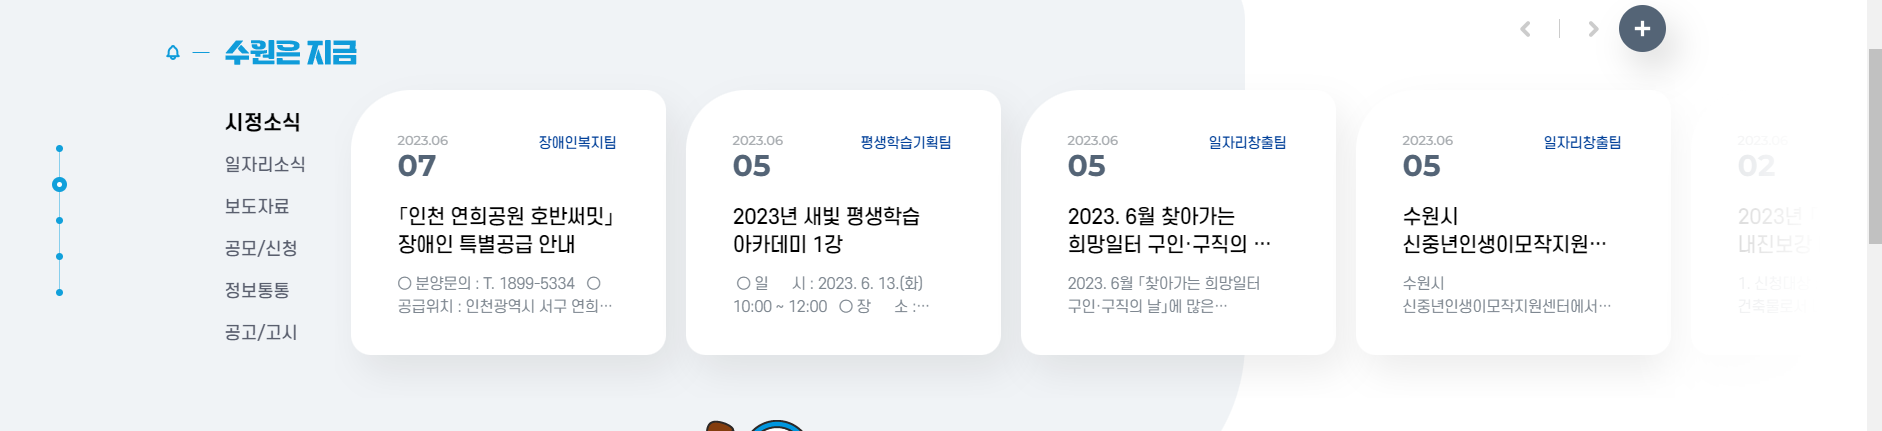 수원은 지금
시정소식
일자리소식
보도자료
공모/신청
정보통통
공고/고시
2023.06
07
장애인복지팀
「인천 연희공원 호반써밋」
장애인 특별공급 안내
○ 분양문의 : T. 1899-5334 ○
공급위치 : 인천광역시 서구 연희…
2023.06
05
평생학습기획팀
2023년 새빛 평생학습
아카데미 1강
○ 일 시 : 2023. 6. 13.(화)
10:00 ~ 12:00 ○ 장 소 :…
2023.06
05
일자리창출팀
2023. 6월 찾아가는
희망일터 구인·구직의 …
2023. 6월 「찾아가는 희망일터
구인·구직의 날」에 많은…
2023.06
05
일자리창출팀
수원시
신중년인생이모작지원…
수원시
신중년인생이모작지원센터에서…
2023.06
02
2023년
내진보강
1. 신청대